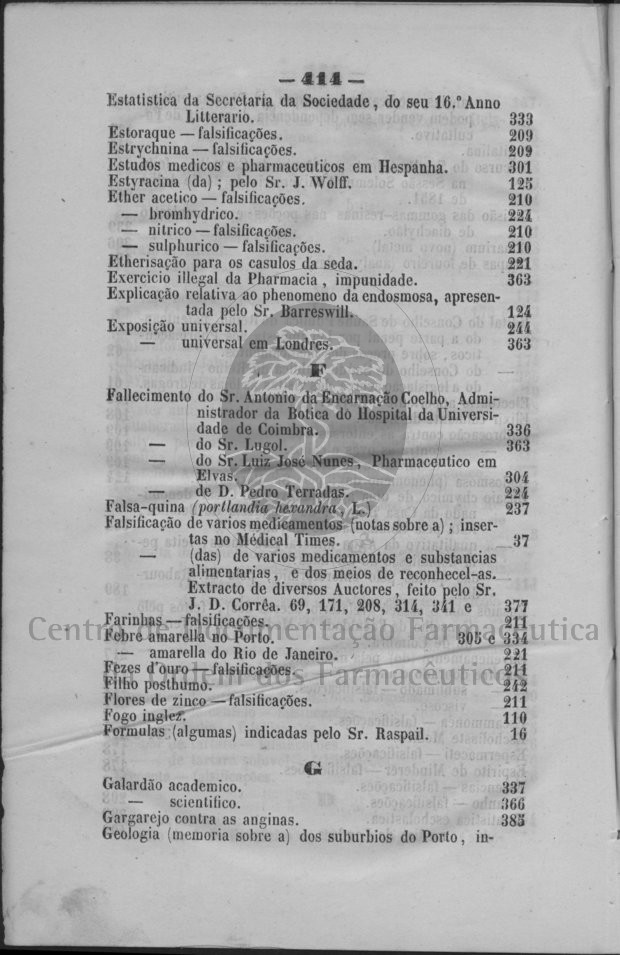 — 414 —
Estatistica da Secretaria da Sociedade, do seu 16.º Anno
Litterario. 333
Estoraque — falsificações. 209
Estrychnina — falsificações. 209
Estudos medicos e pharmaceuticos em Hespanha. 301
Estyracina (da); pelo Sr. J. Wolff. 125
Ether acetico — falsificações. 210
— bromhydrico. 224
— nitrico — falsificações. 210
— sulphurico — falsificações. 210
Etherisação para os casulos da seda. 221
Exercicio illegal da Pharmacia, impunidade. 363
Explicação relativa ao phenomeno da endosmosa, apresen-
tada pelo Sr. Barreswill. 124
Exposição universal. 244
— universal em Londres. 363
F
Fallecimento do Sr. Antonio da Encarnação Coelho, Admi-
nistrador da Botica do Hospital da Universi-
dade de Coimbra. 336
— do Sr. Lugol. 363
— do Sr. Luiz José Nunes, Pharmaceutico em
Elvas. 304
— de D. Pedro Terradas. 224
Falsa-quina (portlandia hexandra, L.) 237
Falsificação de varios medicamentos (notas sobre a); inser-
tas no Médical Times. 37
— (das) de varios medicamentos e substancias
alimentarias, e dos meios de reconhecel-as.
Extracto de diversos Auctores, feito pelo Sr.
J. D. Corrêa. 69, 171, 208, 314, 341 e 377
Farinhas — falsificações. 211
Centro de Documentação Farmacêutica
Febre amarella no Porto. 305 e 334
— amarella do Rio de Janeiro. 221
Fezes d'ouro — falsificações. 211
da Ordem dos Farmacêuticos
Filho posthumo. 242
Flores de zinco — falsificações. 211
Fogo inglez. 110
Formulas (algumas) indicadas pelo Sr. Raspail. 16
G
Galardão academico. 337
— scientifico. 366
Gargarejo contra as anginas. 385
Geologia (memoria sobre a) dos suburbios do Porto, in-